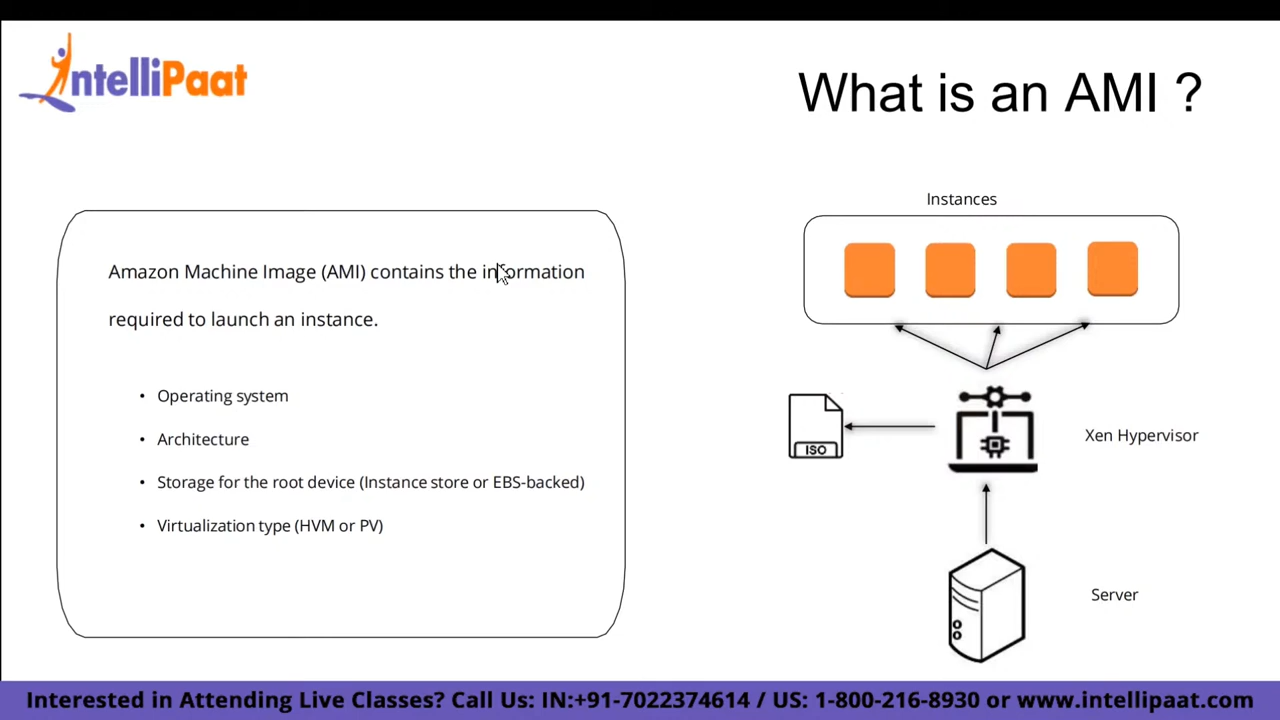 IntelliPaat
What is an AMI ?
Amazon Machine Image (AMI) contains the information
required to launch an instance.
• Operating system
• Architecture
• Storage for the root device (Instance store or EBS-backed)
• Virtualization type (HVM or PV)
Instances
ISO
Xen Hypervisor
Server
Interested in Attending Live Classes? Call Us: IN:+91-7022374614 / US: 1-800-216-8930 or www.intellipaat.com